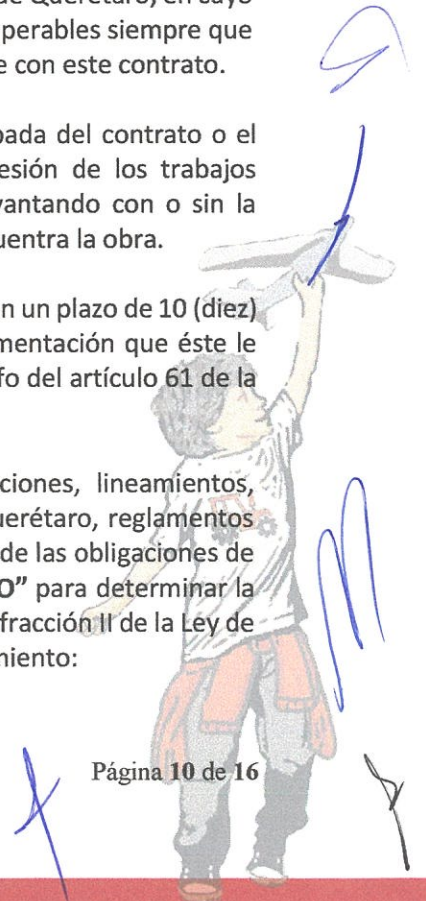 de Querétaro, en cuyo
perables siempre que
e con este contrato.
pada del contrato o el
esión de los trabajos
vantando con o sin la
uentra la obra.
n un plazo de 10 (diez)
mentación que éste le
fo del artículo 61 de la
ciones, lineamientos,
uerétaro, reglamentos
de las obligaciones de
O" para determinar la
fracción II de la Ley de
miento:
Página 10 de 16